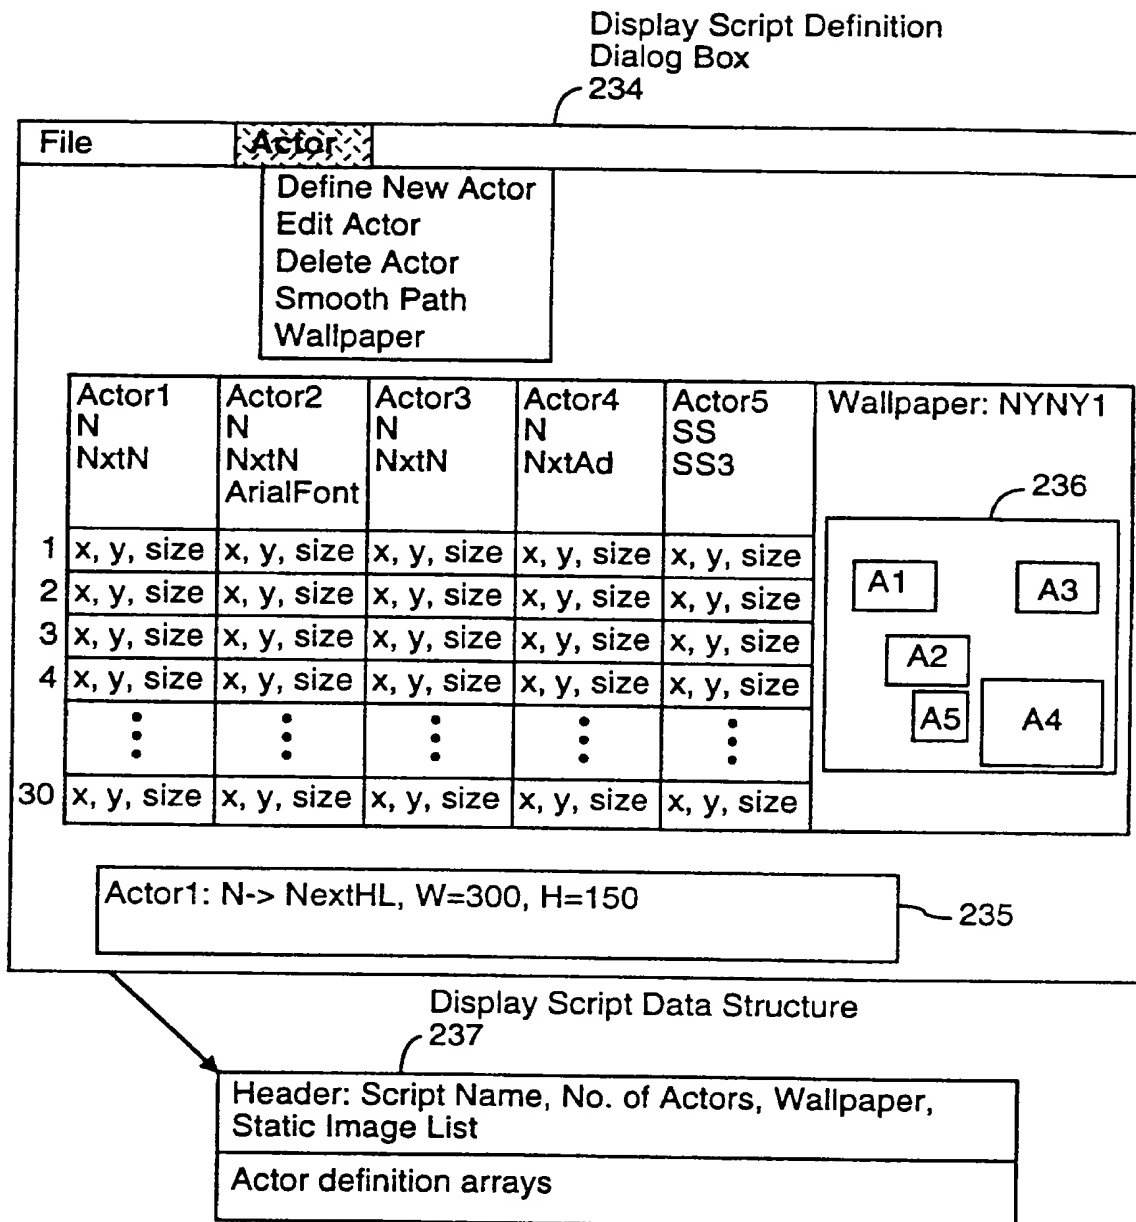 Display Script Definition
Dialog Box
234
File Actor
Define New Actor
Edit Actor
Delete Actor
Smooth Path
Wallpaper
Actor1 Actor2 Actor3 Actor4 Actor5 Wallpaper: NYNY1
N N N N SS
NxtN NxtN NxtN NxtAd SS3
ArialFont
236
1 x, y, size x, y, size x, y, size x, y, size x, y, size
2 x, y, size x, y, size x, y, size x, y, size x, y, size
3 x, y, size x, y, size x, y, size x, y, size x, y, size
4 x, y, size x, y, size x, y, size x, y, size x, y, size
30 x, y, size x, y, size x, y, size x, y, size x, y, size
A1 A3
A2
A5 A4
Actor1: N-> NextHL, W=300, H=150
235
Display Script Data Structure
237
Header: Script Name, No. of Actors, Wallpaper,
Static Image List
Actor definition arrays